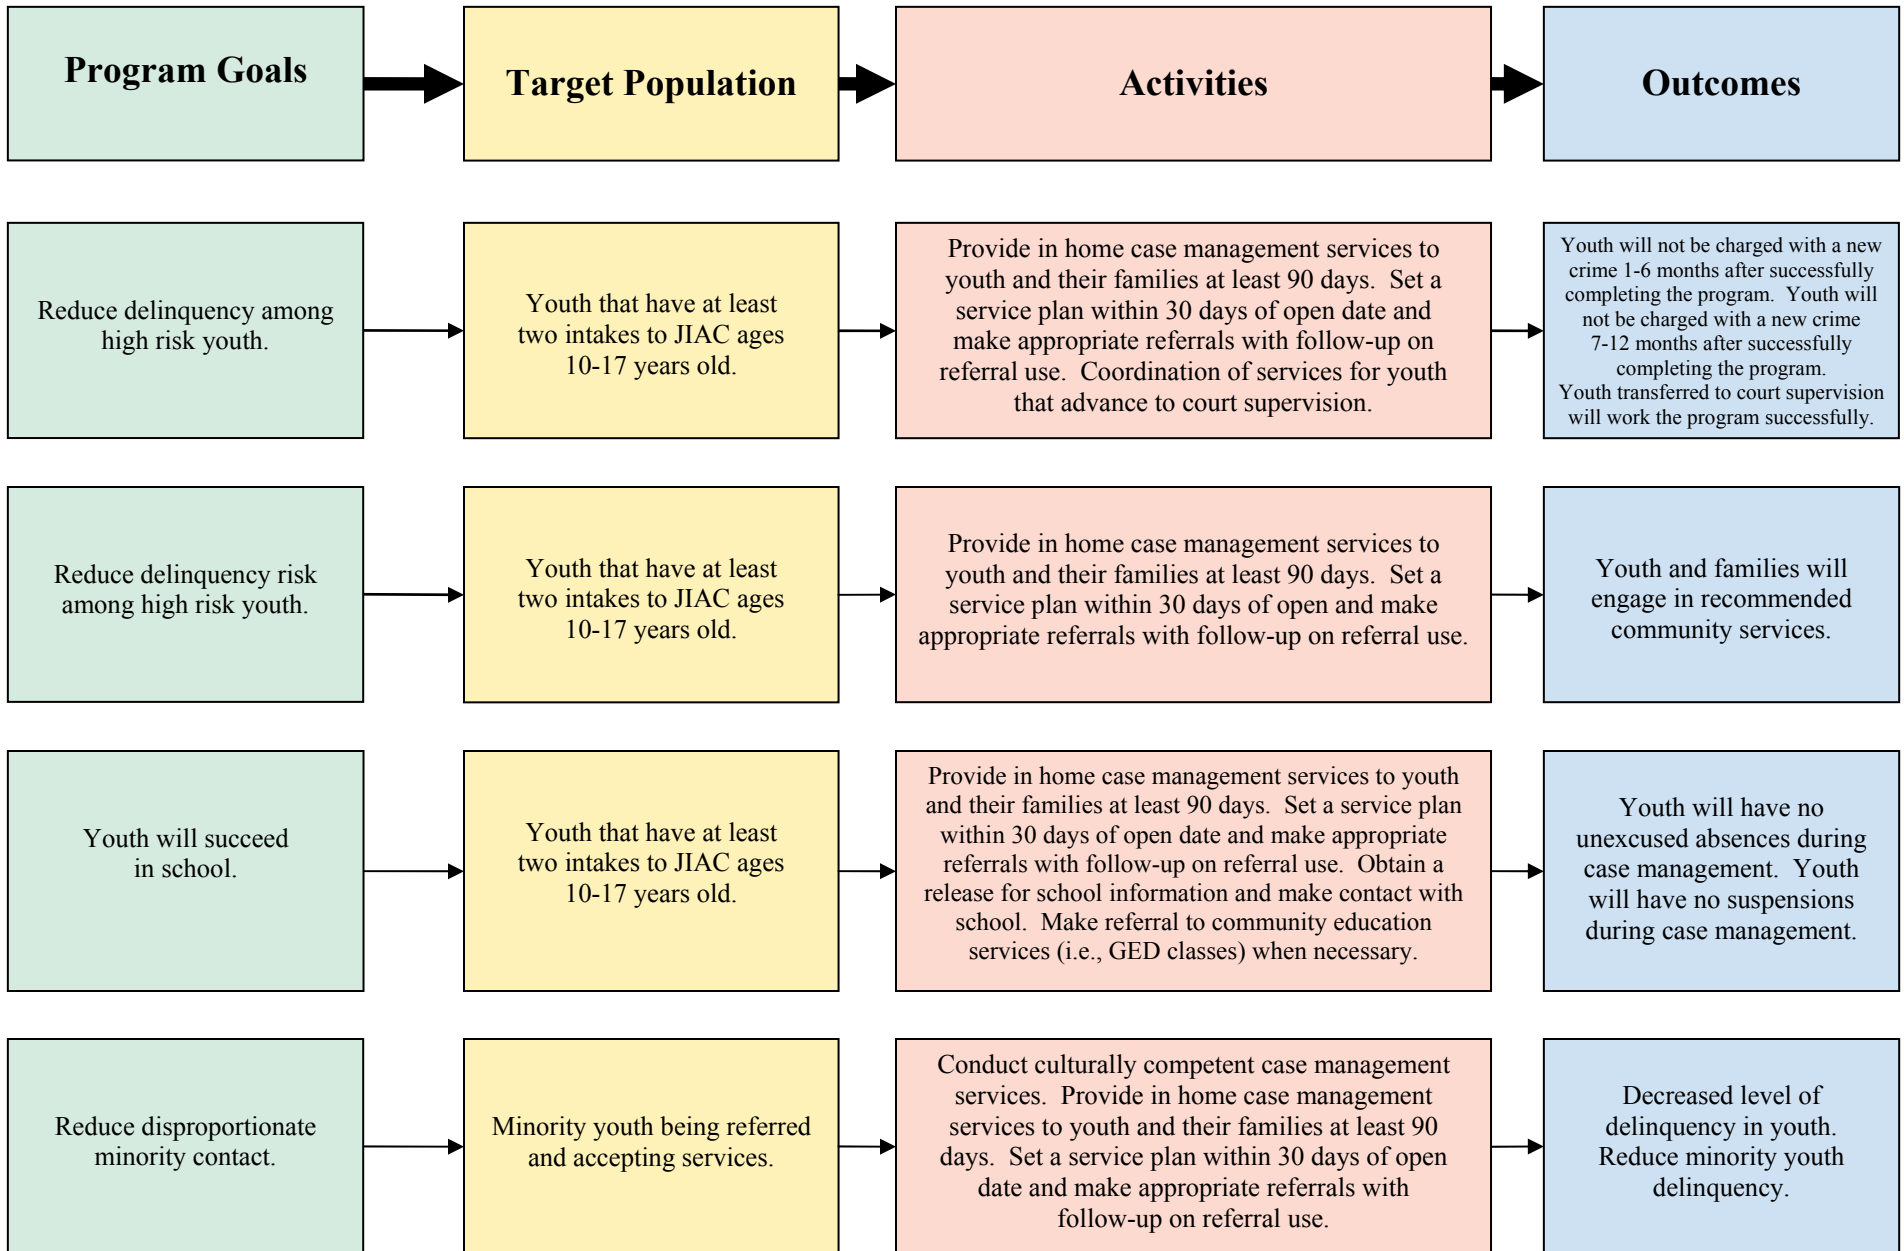 Program Goals
Target Population
Activities
Outcomes
Reduce delinquency among
high risk youth.
Youth that have at least
two intakes to JIAC ages
10-17 years old.
Provide in home case management services to
youth and their families at least 90 days.  Set a
service plan within 30 days of open date and
make appropriate referrals with follow-up on
referral use.  Coordination of services for youth
that advance to court supervision.
Youth will not be charged with a new
crime 1-6 months after successfully
completing the program.  Youth will
not be charged with a new crime
7-12 months after successfully
completing the program.
Youth transferred to court supervision
will work the program successfully.
Reduce delinquency risk
among high risk youth.
Youth that have at least
two intakes to JIAC ages
10-17 years old.
Provide in home case management services to
youth and their families at least 90 days.  Set a
service plan within 30 days of open and make
appropriate referrals with follow-up on referral use.
Youth and families will
engage in recommended
community services.
Youth will succeed
in school.
Youth that have at least
two intakes to JIAC ages
10-17 years old.
Provide in home case management services to youth
and their families at least 90 days.  Set a service plan
within 30 days of open date and make appropriate
referrals with follow-up on referral use.  Obtain a
release for school information and make contact with
school.  Make referral to community education
services (i.e., GED classes) when necessary.
Youth will have no
unexcused absences during
case management.  Youth
will have no suspensions
during case management.
Reduce disproportionate
minority contact.
Minority youth being referred
and accepting services.
Conduct culturally competent case management
services.  Provide in home case management
services to youth and their families at least 90
days.  Set a service plan within 30 days of open
date and make appropriate referrals with
follow-up on referral use.
Decreased level of
delinquency in youth.
Reduce minority youth
delinquency.